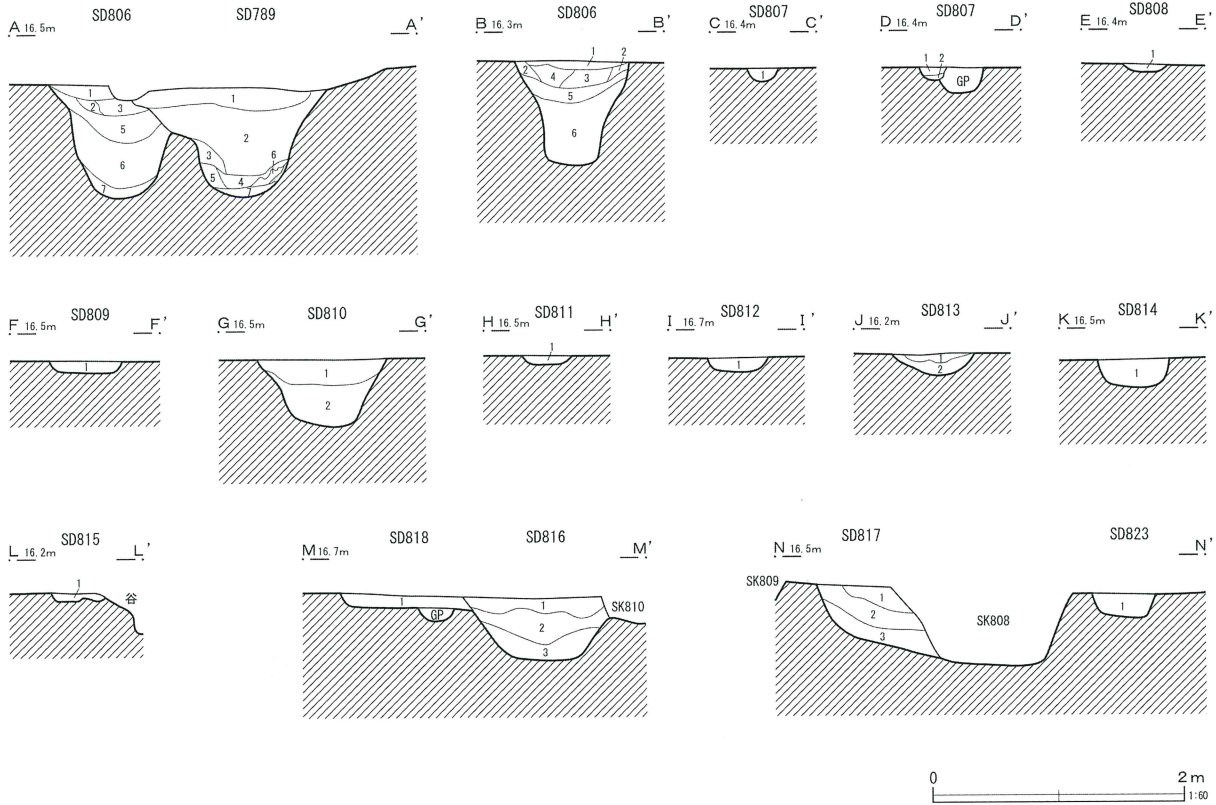 SD806 SD789
A 16.5m A'
1 1
2 3
5 2
6 3 6
5 4
7 7
SD806
B 16.3m B'
1 2
2 4 3
5
6
SD807
C 16.4m C'
1
SD807
D 16.4m D'
1 2
GP
SD808
E 16.4m E'
1
SD809
F 16.5m F'
1
SD810
G 16.5m G'
1
2
SD811
H 16.5m H'
1
SD812
I 16.7m I'
1
SD813
J 16.2m J'
1
2
SD814
K 16.5m K'
1
SD815
L 16.2m L'
1 谷
SD818 SD816
M 16.7m M'
1 GP 1 SK810
2
3
SD817 SD823
N 16.5m N'
SK809 1 SK808 1
2
3
0 2m
1:60